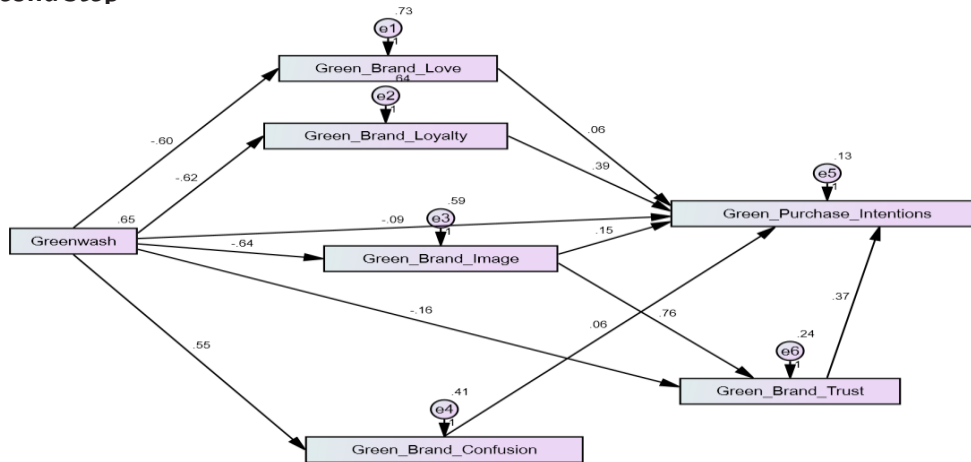 .73
e1
1
Green_Brand_Love
.64
e2
1
Green_Brand_Loyalty
-.60
.06
.13
e5
1
.39
-.62
.59
e3
1
-.09
Green_Purchase_Intentions
.65
Greenwash
-.64
.15
Green_Brand_Image
-.16
.06
.76
.37
.24
e6
1
.55
Green_Brand_Trust
.41
e4
1
Green_Brand_Confusion